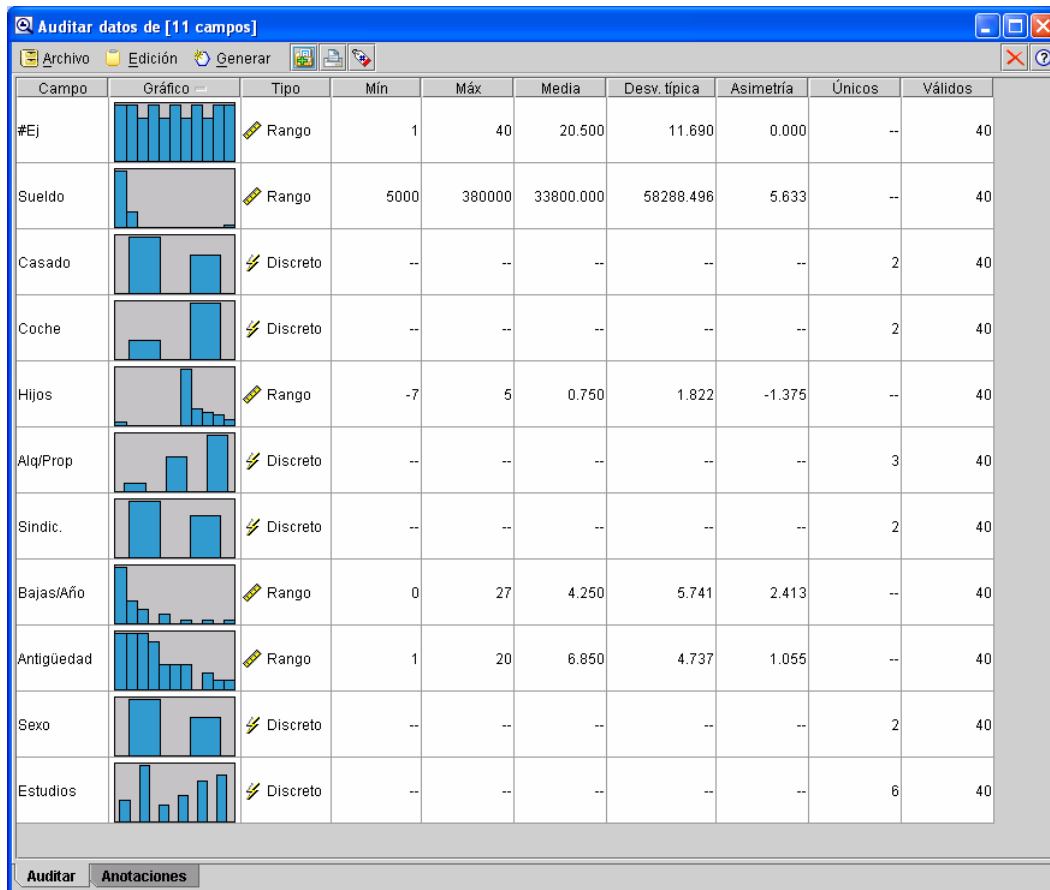 Auditar datos de [11 campos]
Archivo Edición Generar
Campo Gráfico Tipo Mín Máx Media Desv. típica Asimetría Únicos Válidos
#Ej Rango 1 40 20.500 11.690 0.000 -- 40
Sueldo Rango 5000 380000 33800.000 58288.496 5.633 -- 40
Casado Discreto -- -- -- -- -- 2 40
Coche Discreto -- -- -- -- -- 2 40
Hijos Rango -7 5 0.750 1.822 -1.375 -- 40
Alq/Prop Discreto -- -- -- -- -- 3 40
Sindic. Discreto -- -- -- -- -- 2 40
Bajas/Año Rango 0 27 4.250 5.741 2.413 -- 40
Antigüedad Rango 1 20 6.850 4.737 1.055 -- 40
Sexo Discreto -- -- -- -- -- 2 40
Estudios Discreto -- -- -- -- -- 6 40
Auditar Anotaciones